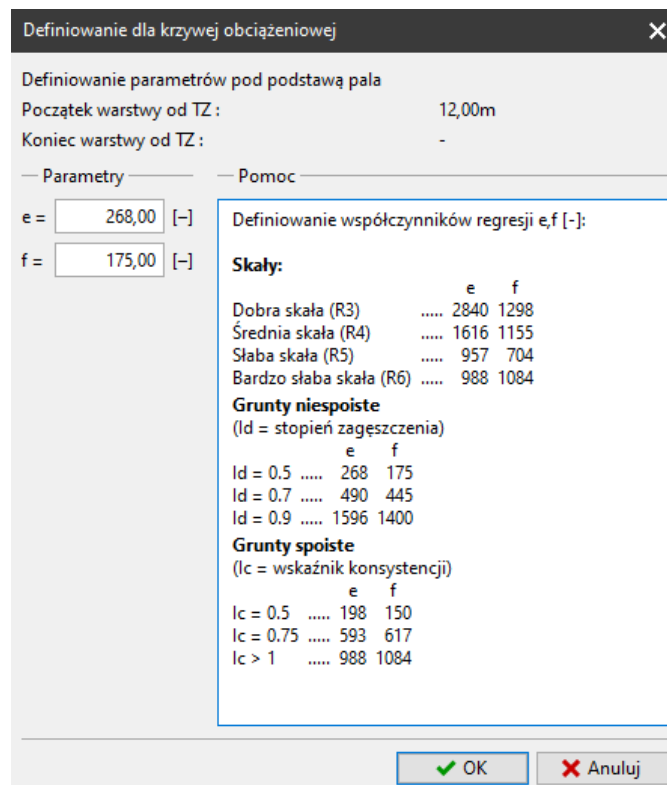 Definiowanie dla krzywej obciążeniowej
Definiowanie parametrów pod podstawą pala
Początek warstwy od TZ : 12,00m
Koniec warstwy od TZ : -
Parametry
e = 268,00 [–]
f = 175,00 [–]
Pomoc
Definiowanie współczynników regresji e,f [-]:
Skały:
e f
Dobra skała (R3) ..... 2840 1298
Średnia skała (R4) ..... 1616 1155
Słaba skała (R5) ..... 957 704
Bardzo słaba skała (R6) ..... 988 1084
Grunty niespoiste
(Id = stopień zagęszczenia)
e f
Id = 0.5 ..... 268 175
Id = 0.7 ..... 490 445
Id = 0.9 ..... 1596 1400
Grunty spoiste
(Ic = wskaźnik konsystencji)
e f
Ic = 0.5 ..... 198 150
Ic = 0.75 ..... 593 617
Ic > 1 ..... 988 1084
OK
Anuluj